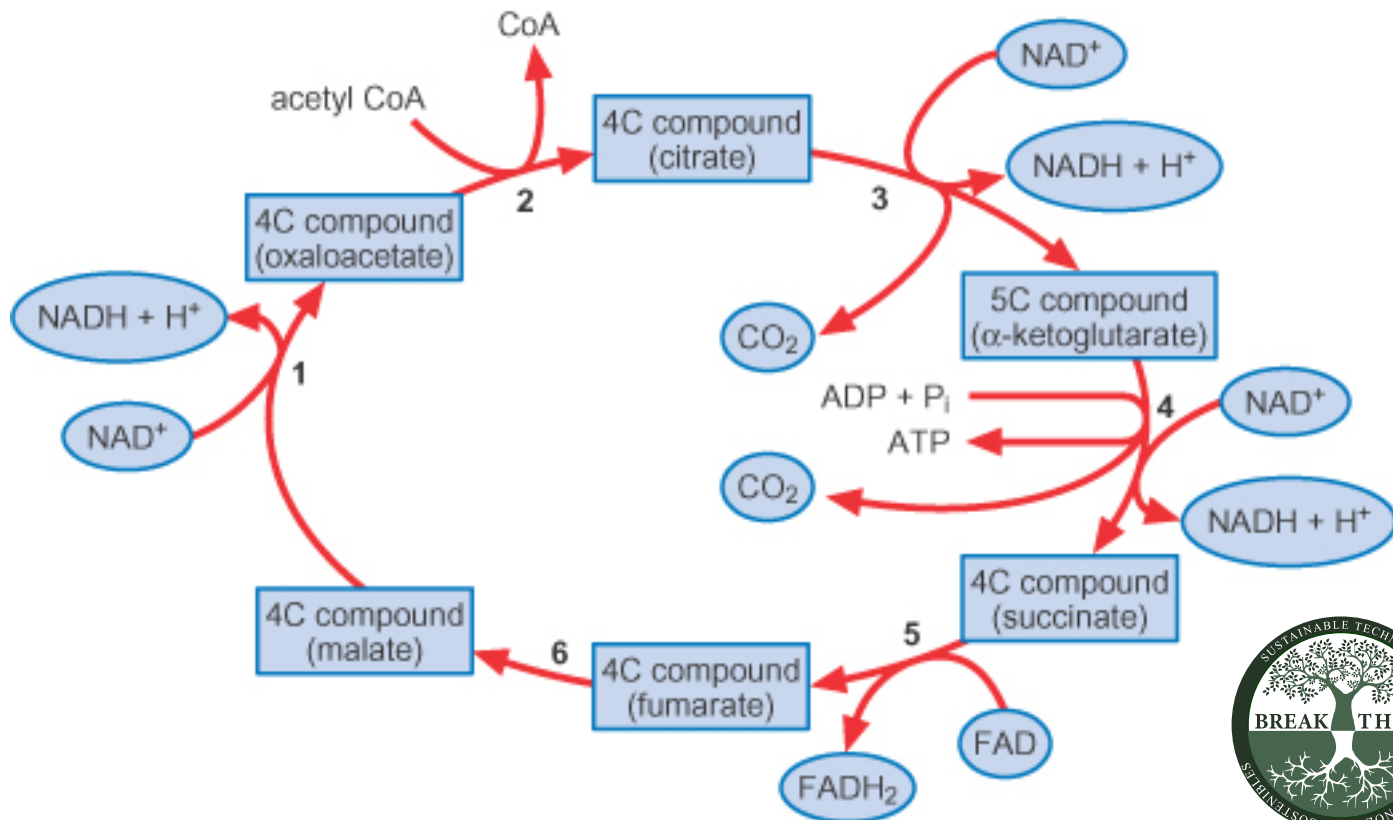 CoA
acetyl CoA
NAD+
4C compound
(citrate)
NADH + H+
2
3
4C compound
(oxaloacetate)
NADH + H+
CO2
5C compound
(α-ketoglutarate)
1
NAD+
ADP + Pi
4
NAD+
ATP
CO2
NADH + H+
4C compound
(succinate)
4C compound
(malate)
6
5
4C compound
(fumarate)
FAD
FADH2
SUSTAINABLE
BREAK